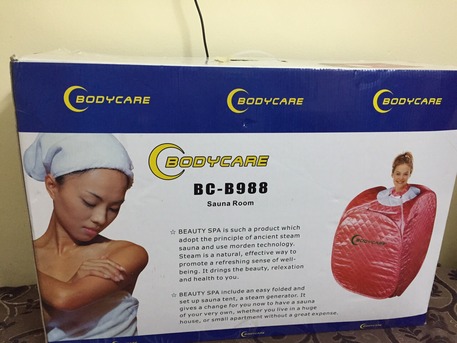 BODYCARE
BODYCARE
BODYCARE
BODYCARE
BC-B988
Sauna Room
☆ BEAUTY SPA is such a product which
adopt the principle of ancient steam
sauna and use morden technology.
Steam is a natural, effective way to
promote a refreshing sense of well-
being. It drings the beauty, relexation
and health to you.
☆ BEAUTY SPA include an easy folded and
set up sauna tent, a steam generator. It
gives a change for you now to have a sauna
of your very own, whether you live in a huge
house, or small apartment without a great expense.
BODYCARE
BODYCARE
BODYCARE